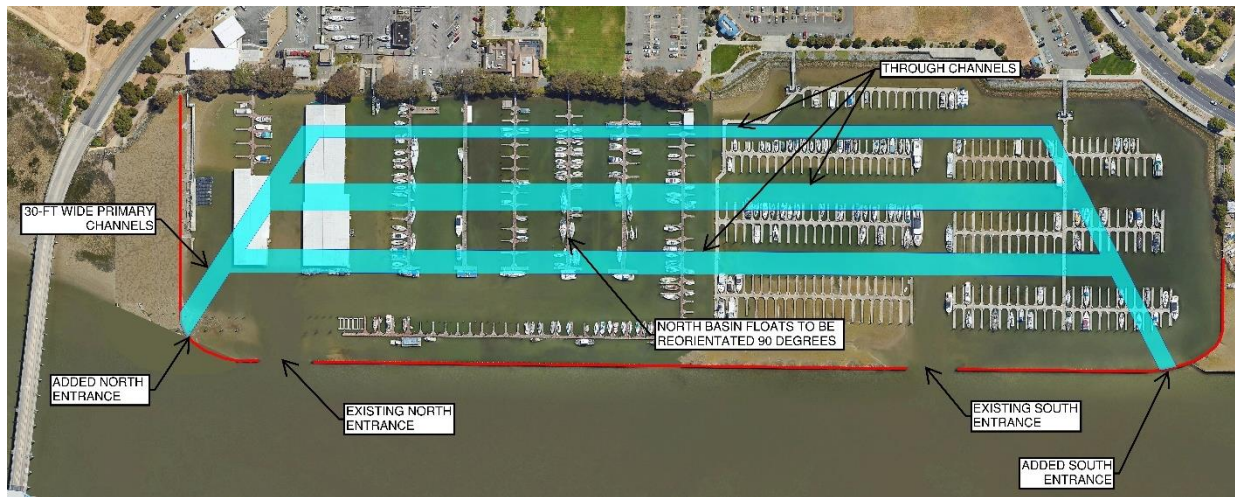 THROUGH CHANNELS
30-FT WIDE PRIMARY
CHANNELS
NORTH BASIN FLOATS TO BE
REORIENTATED 90 DEGREES
ADDED NORTH
ENTRANCE
EXISTING NORTH
ENTRANCE
EXISTING SOUTH
ENTRANCE
ADDED SOUTH
ENTRANCE